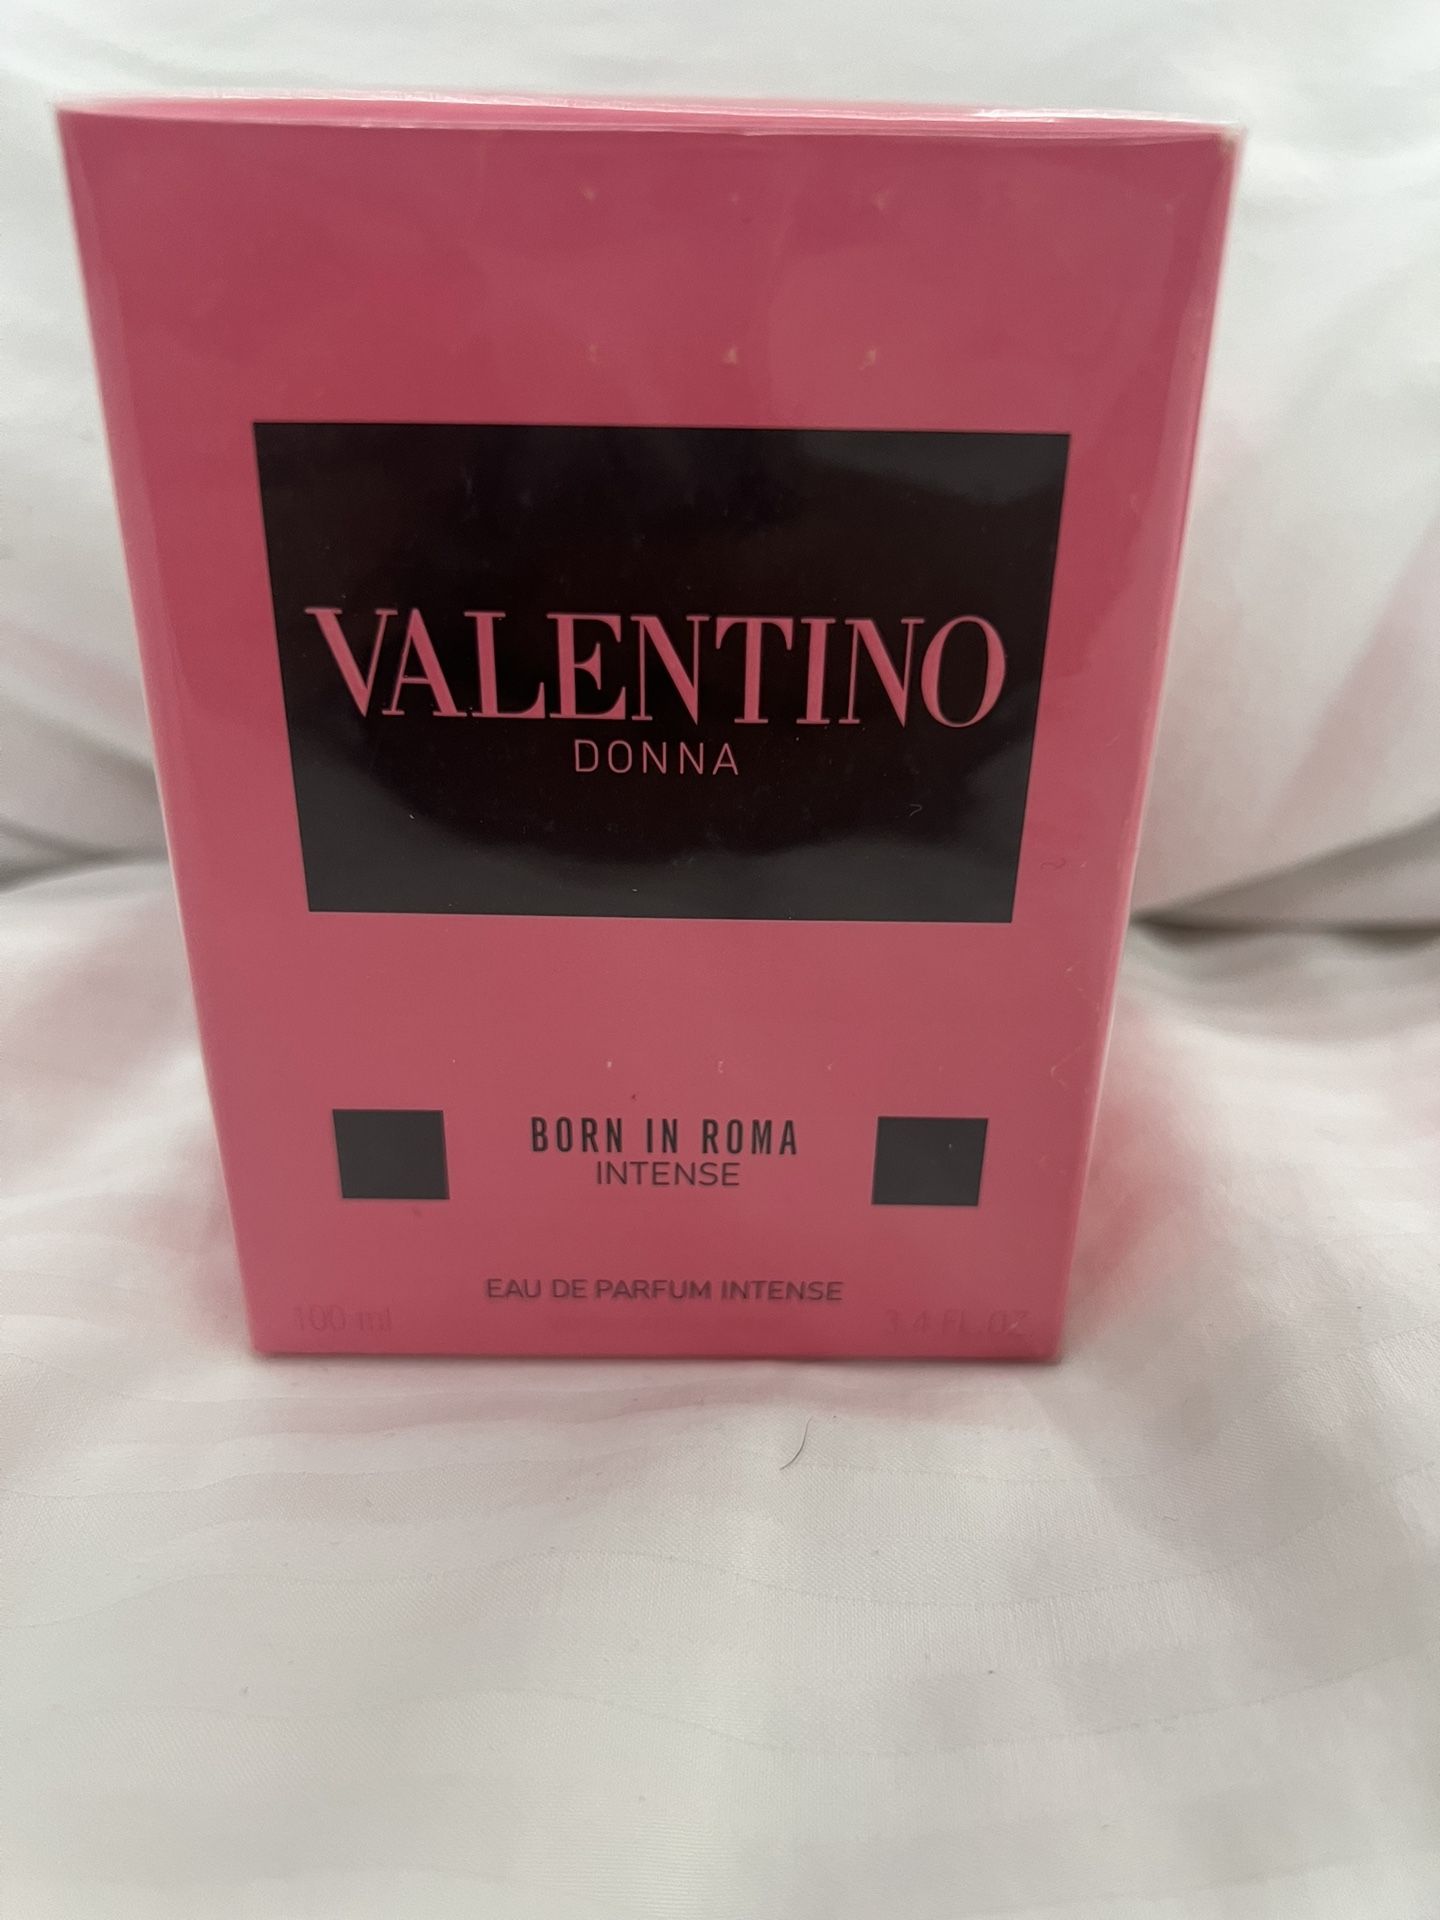 VALENTINO
DONNA
BORN IN ROMA
INTENSE
EAU DE PARFUM INTENSE
100 ml 3.4 FL.OZ